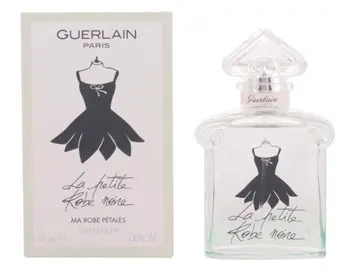 GUERLAIN
PARIS
La petite
Robe noire
MA ROBE PÉTALES
Guerlain
La petite
Robe noire